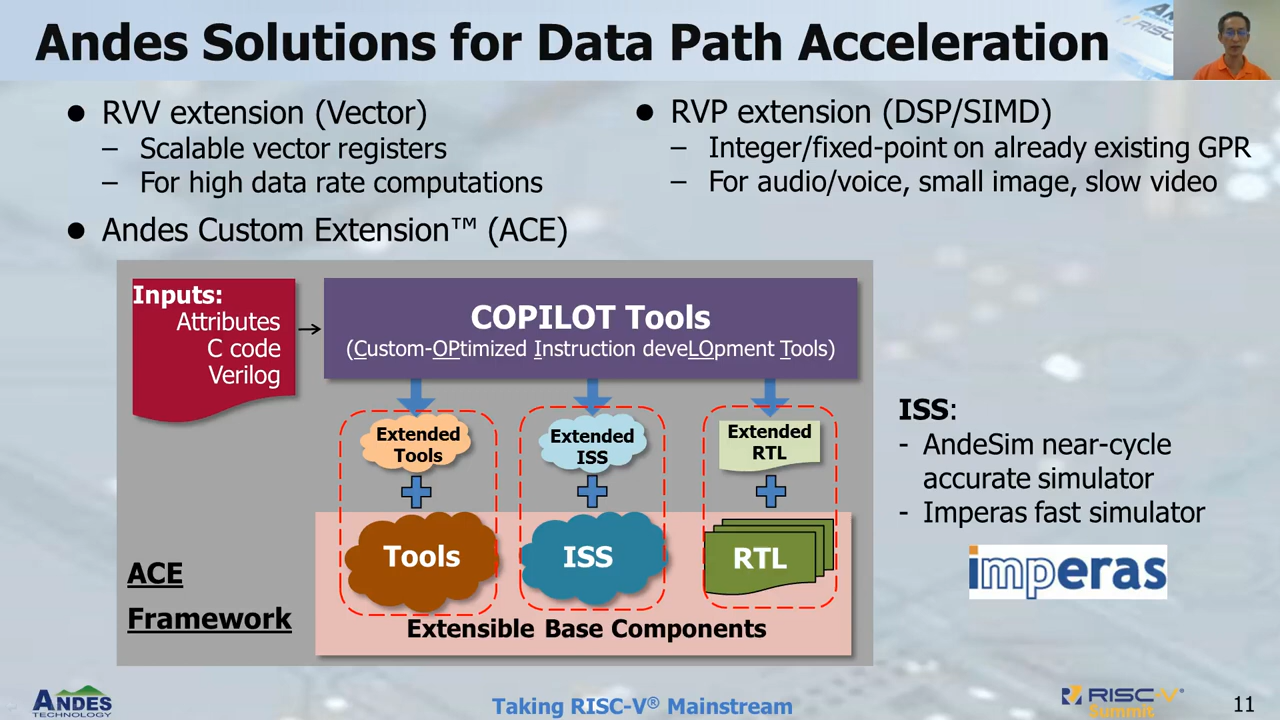 Andes Solutions for Data Path Acceleration
● RVV extension (Vector)
– Scalable vector registers
– For high data rate computations
● Andes Custom Extension™ (ACE)
● RVP extension (DSP/SIMD)
– Integer/fixed-point on already existing GPR
– For audio/voice, small image, slow video
Inputs:
Attributes
C code
Verilog
COPILOT Tools
(Custom-OPtimized Instruction deveLOpment Tools)
Extended
Tools
Extended
ISS
Extended
RTL
Tools
ISS
RTL
ACE
Framework
Extensible Base Components
ISS:
- AndeSim near-cycle
accurate simulator
- Imperas fast simulator
imperas
ANDES
TECHNOLOGY
Taking RISC-V® Mainstream
RISC-V®
Summit
11